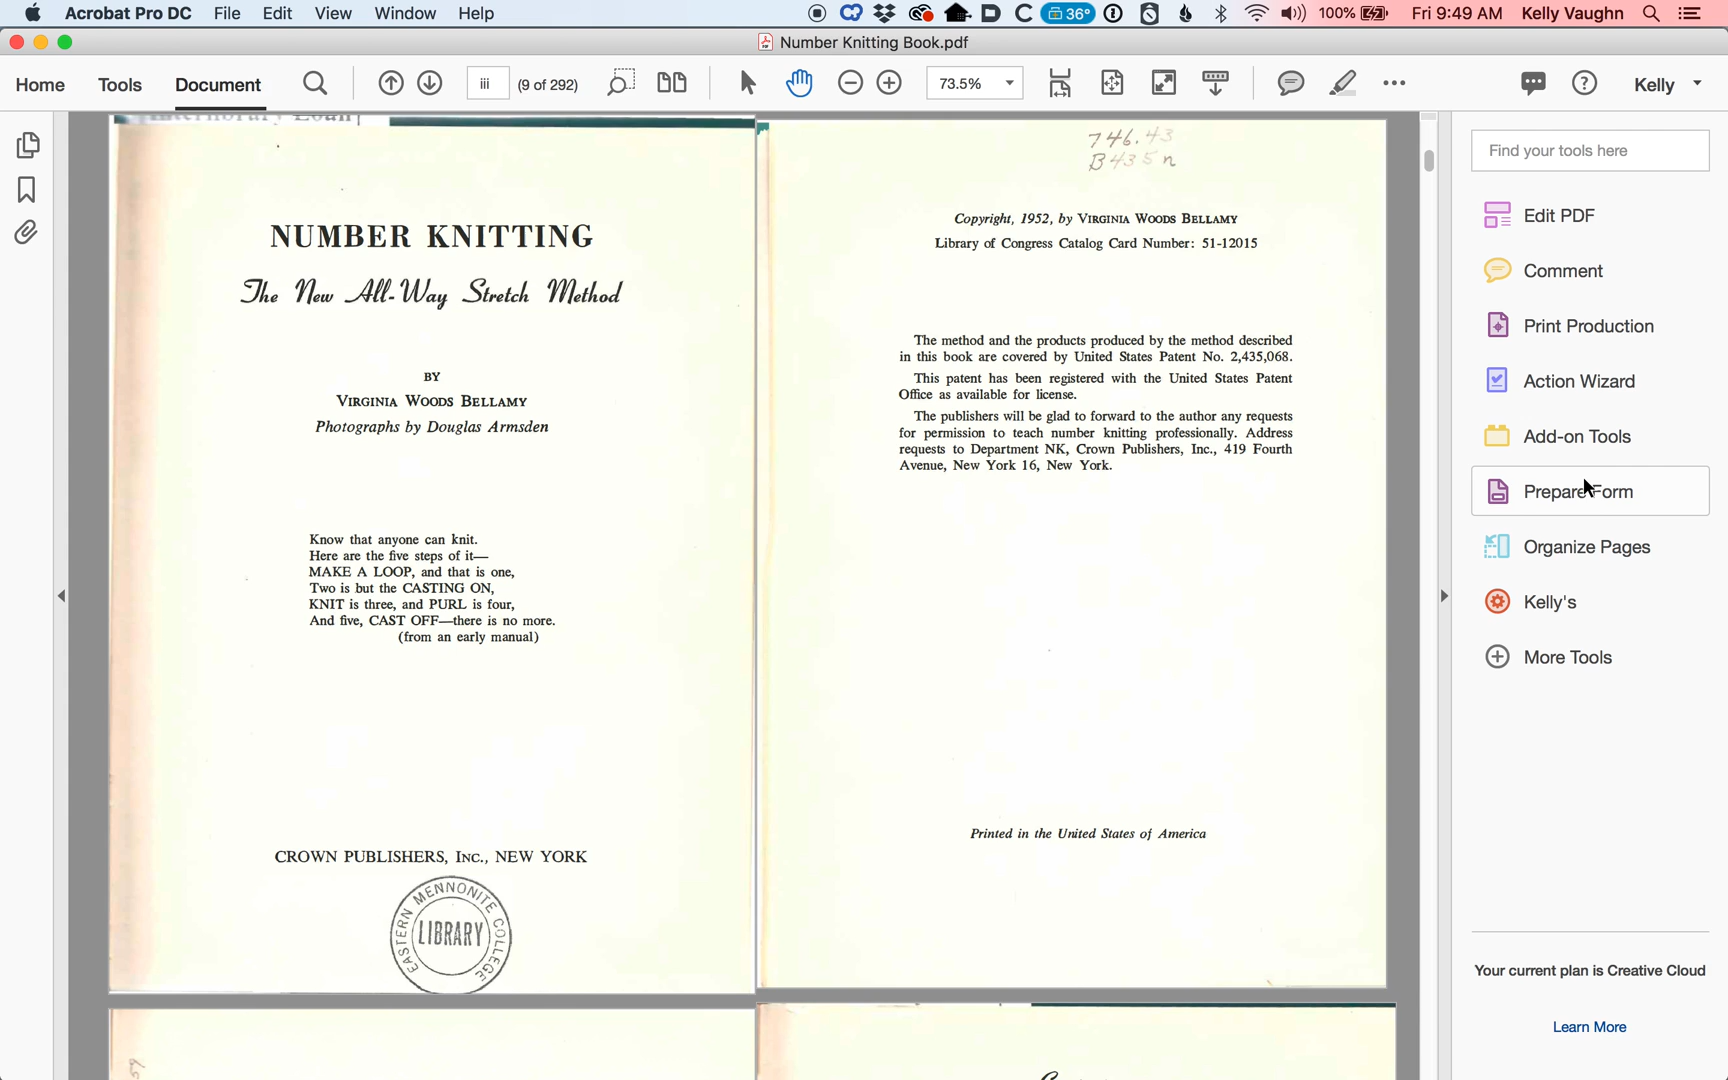 Acrobat Pro DC File Edit View Window Help 36° 100% Fri 9:49 AM Kelly Vaughn
Number Knitting Book.pdf
Home Tools Document iii (9 of 292) 73.5% Kelly
Interlibrary Loan
NUMBER KNITTING
The New All-Way Stretch Method
BY
VIRGINIA WOODS BELLAMY
Photographs by Douglas Armsden
Know that anyone can knit.
Here are the five steps of it—
MAKE A LOOP, and that is one,
Two is but the CASTING ON,
KNIT is three, and PURL is four,
And five, CAST OFF—there is no more.
(from an early manual)
CROWN PUBLISHERS, INC., NEW YORK
EASTERN MENNONITE COLLEGE
LIBRARY
746.43
B435n
Copyright, 1952, by VIRGINIA WOODS BELLAMY
Library of Congress Catalog Card Number: 51-12015
The method and the products produced by the method described
in this book are covered by United States Patent No. 2,435,068.
This patent has been registered with the United States Patent
Office as available for license.
The publishers will be glad to forward to the author any requests
for permission to teach number knitting professionally. Address
requests to Department NK, Crown Publishers, Inc., 419 Fourth
Avenue, New York 16, New York.
Printed in the United States of America
Find your tools here
Edit PDF
Comment
Print Production
Action Wizard
Add-on Tools
Prepare Form
Organize Pages
Kelly's
More Tools
Your current plan is Creative Cloud
Learn More